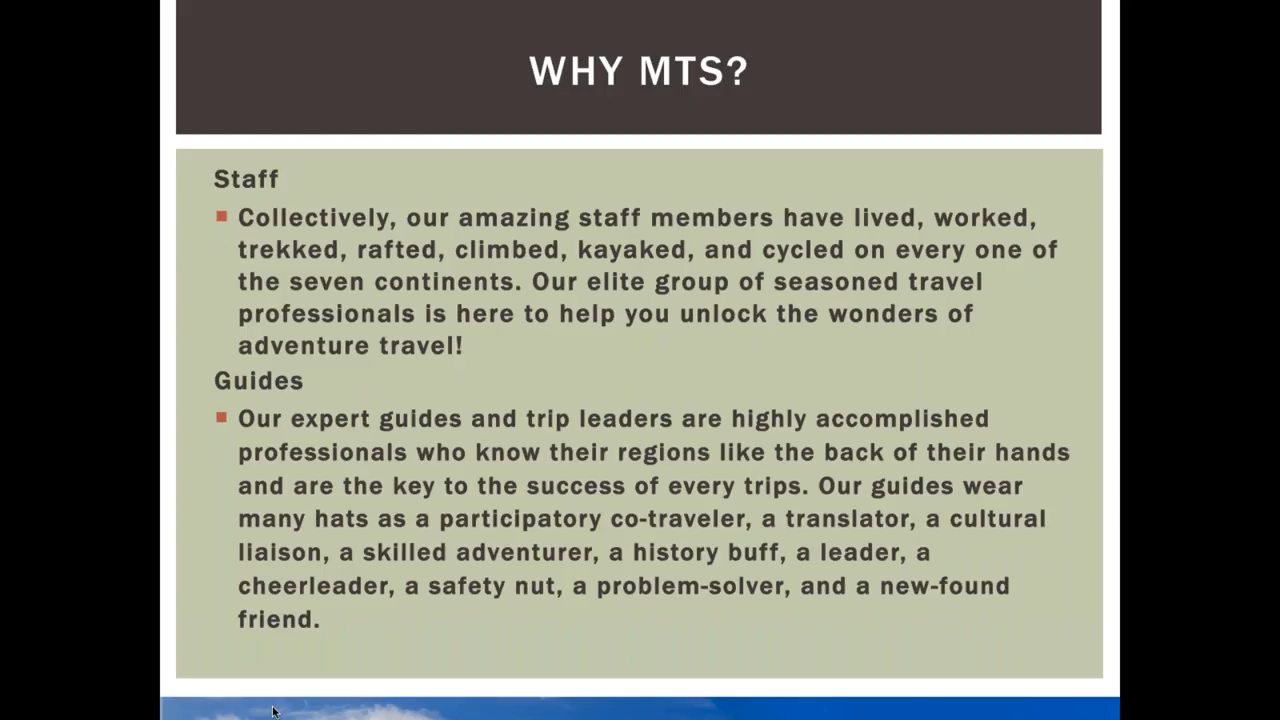 WHY MTS?
Staff
Collectively, our amazing staff members have lived, worked,
trekked, rafted, climbed, kayaked, and cycled on every one of
the seven continents. Our elite group of seasoned travel
professionals is here to help you unlock the wonders of
adventure travel!
Guides
Our expert guides and trip leaders are highly accomplished
professionals who know their regions like the back of their hands
and are the key to the success of every trips. Our guides wear
many hats as a participatory co-traveler, a translator, a cultural
liaison, a skilled adventurer, a history buff, a leader, a
cheerleader, a safety nut, a problem-solver, and a new-found
friend.